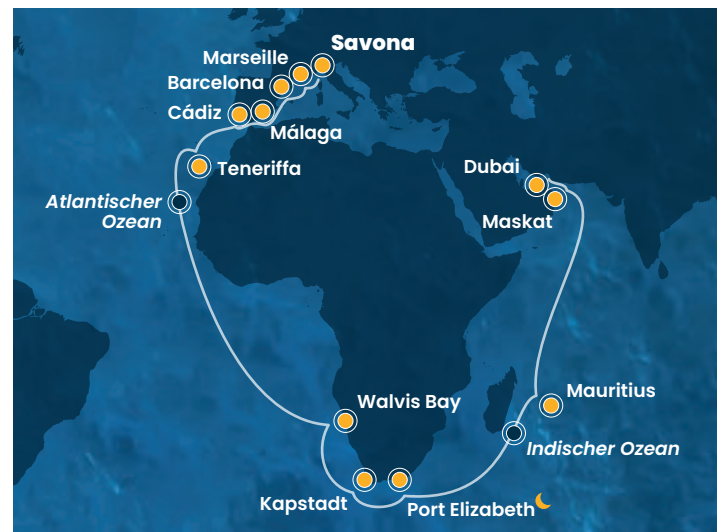 Savona
Marseille
Barcelona
Cádiz
Málaga
Teneriffa
Dubai
Maskat
Atlantischer
Ozean
Mauritius
Walvis Bay
Indischer Ozean
Kapstadt
Port Elizabeth